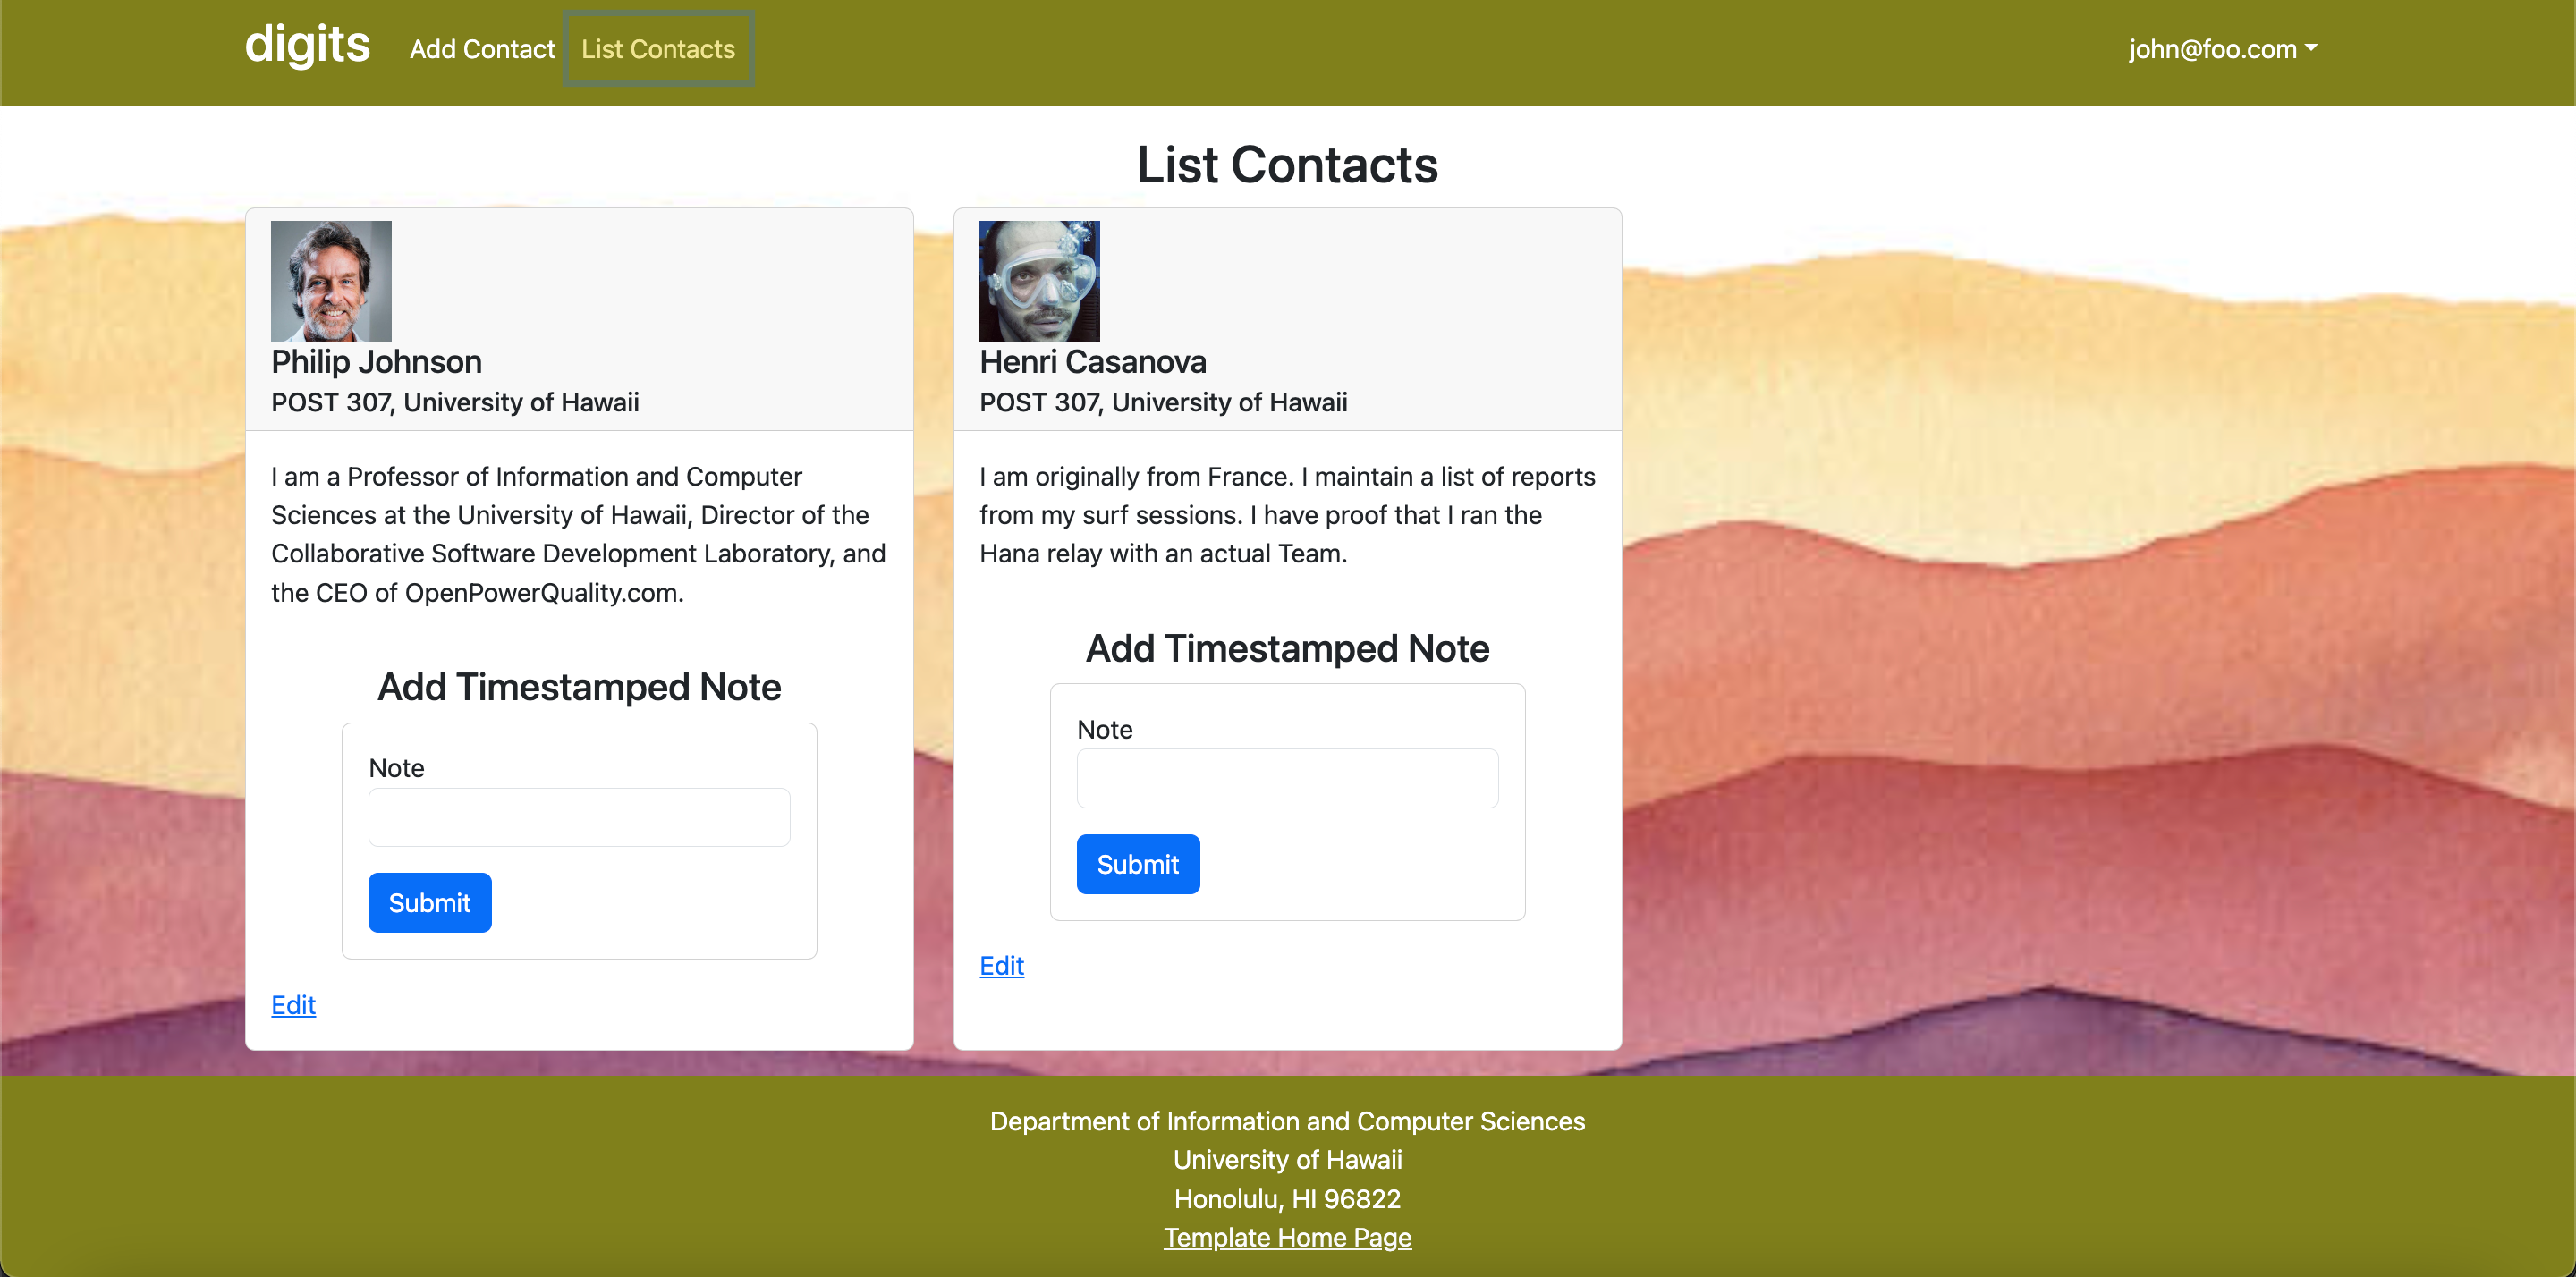 digits
Add Contact
List Contacts
john@foo.com
List Contacts
Philip Johnson
POST 307, University of Hawaii
I am a Professor of Information and Computer
Sciences at the University of Hawaii, Director of the
Collaborative Software Development Laboratory, and
the CEO of OpenPowerQuality.com.
Add Timestamped Note
Note
Submit
Edit
Henri Casanova
POST 307, University of Hawaii
I am originally from France. I maintain a list of reports
from my surf sessions. I have proof that I ran the
Hana relay with an actual Team.
Add Timestamped Note
Note
Submit
Edit
Department of Information and Computer Sciences
University of Hawaii
Honolulu, HI 96822
Template Home Page